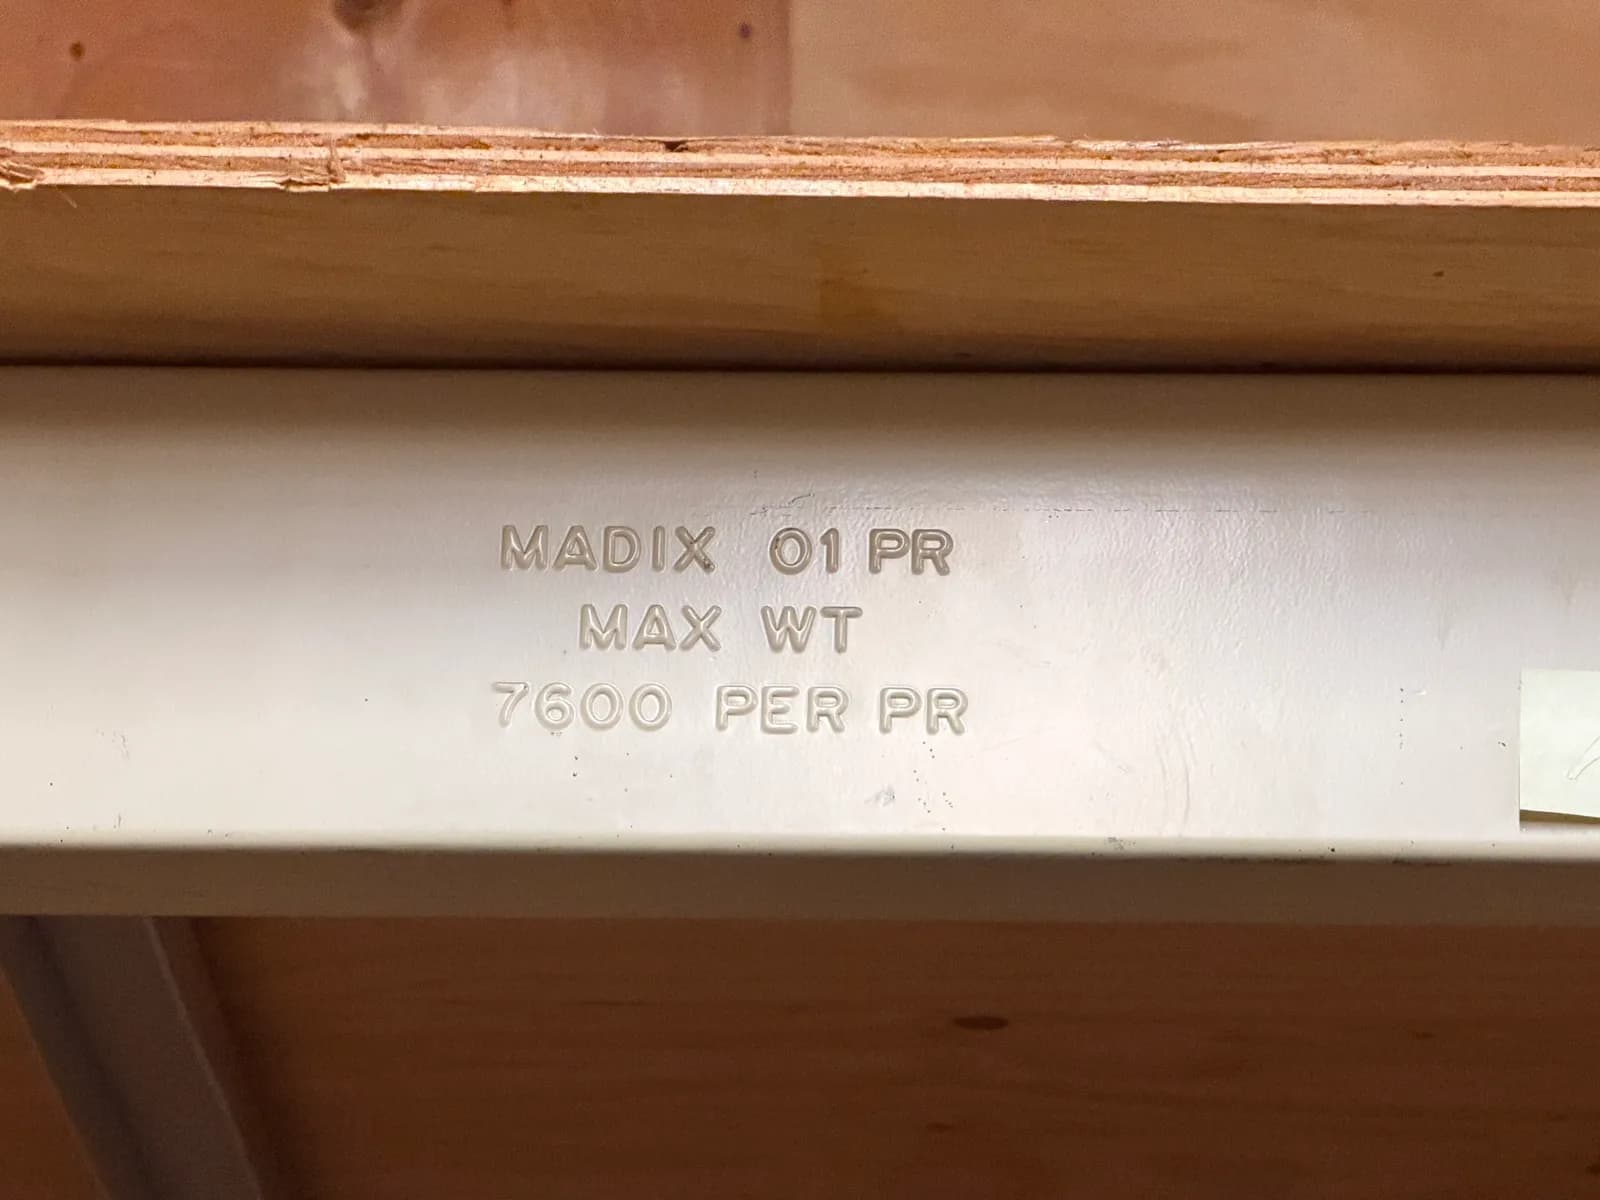 MADIX 01 PR
MAX WT
7600 PER PR